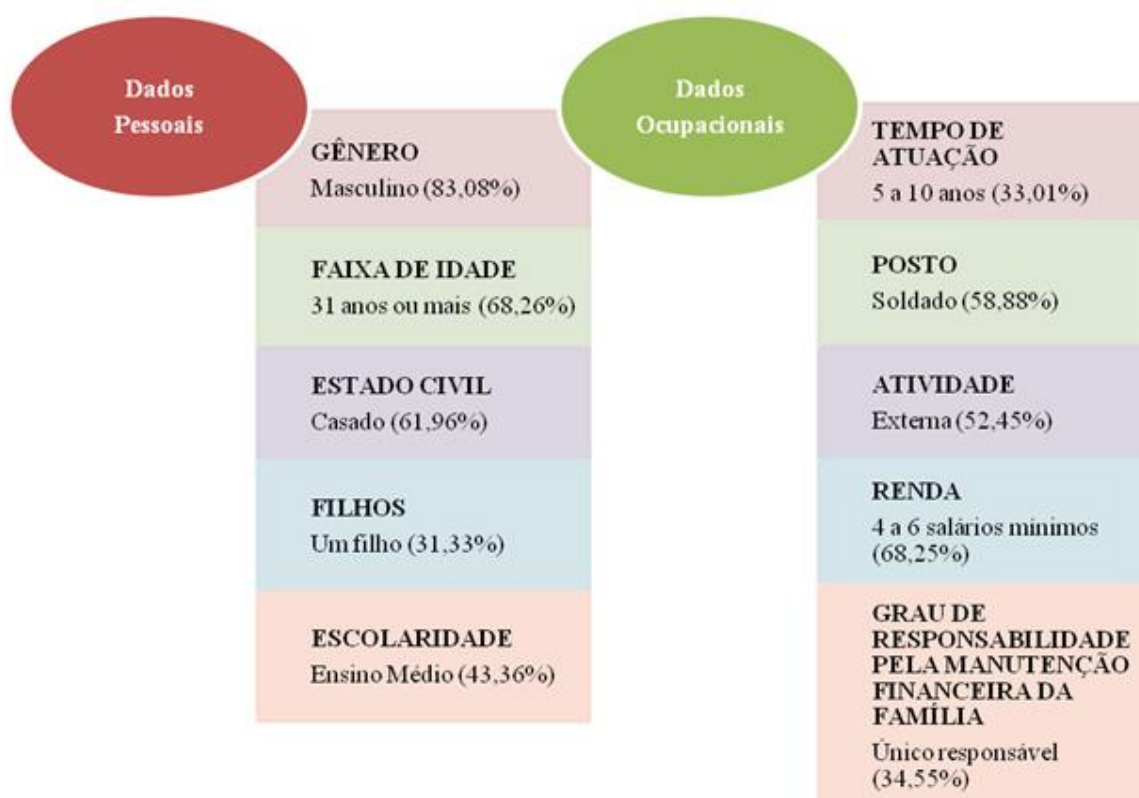 Dados
Pessoais
GÊNERO
Masculino (83,08%)
FAIXA DE IDADE
31 anos ou mais (68,26%)
ESTADO CIVIL
Casado (61,96%)
FILHOS
Um filho (31,33%)
ESCOLARIDADE
Ensino Médio (43,36%)
Dados
Ocupacionais
TEMPO DE
ATUAÇÃO
5 a 10 anos (33,01%)
POSTO
Soldado (58,88%)
ATIVIDADE
Externa (52,45%)
RENDA
4 a 6 salários mínimos
(68,25%)
GRAU DE
RESPONSABILIDADE
PELA MANUTENÇÃO
FINANCEIRA DA
FAMÍLIA
Único responsável
(34,55%)